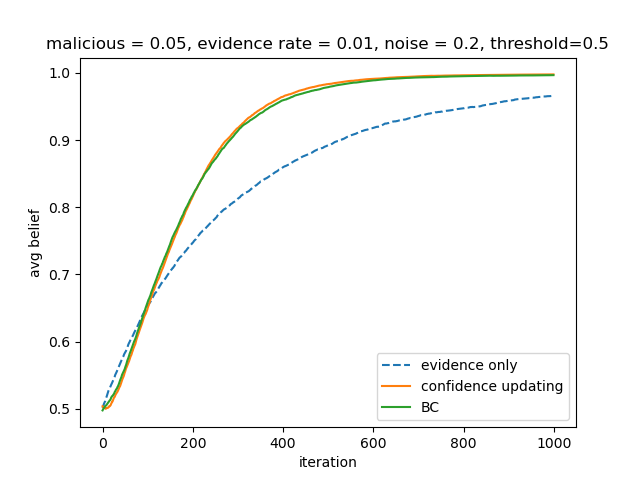 malicious = 0.05, evidence rate = 0.01, noise = 0.2, threshold=0.5
1.0
0.9
0.8
0.7
0.6
0.5
avg belief
evidence only
confidence updating
BC
0 200 400 600 800 1000
iteration